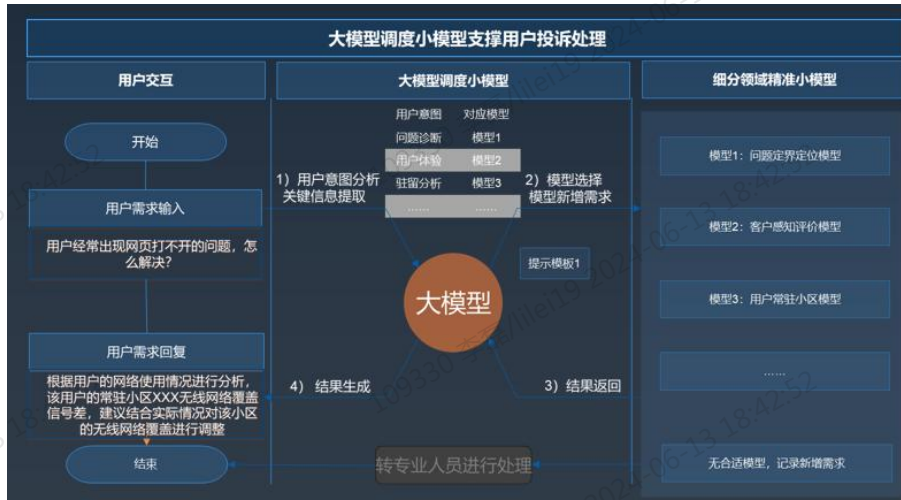 大模型调度小模型支撑用户投诉处理
用户交互
大模型调度小模型
细分领域精准小模型
开始
用户需求输入
用户经常出现网页打不开的问题，怎
么解决？
用户需求回复
根据用户的网络使用情况进行分析，
该用户的常驻小区XXX无线网络覆盖
信号差，建议结合实际情况对该小区
的无线网络覆盖进行调整
结束
用户意图 对应模型
问题诊断 模型1
用户体验 模型2
驻留分析 模型3
…… ……
1）用户意图分析
关键信息提取
2）模型选择
模型新增需求
提示模板1
大模型
4） 结果生成
3）结果返回
转专业人员进行处理
模型1：问题定界定位模型
模型2：客户感知评价模型
模型3：用户常驻小区模型
……
无合适模型，记录新增需求